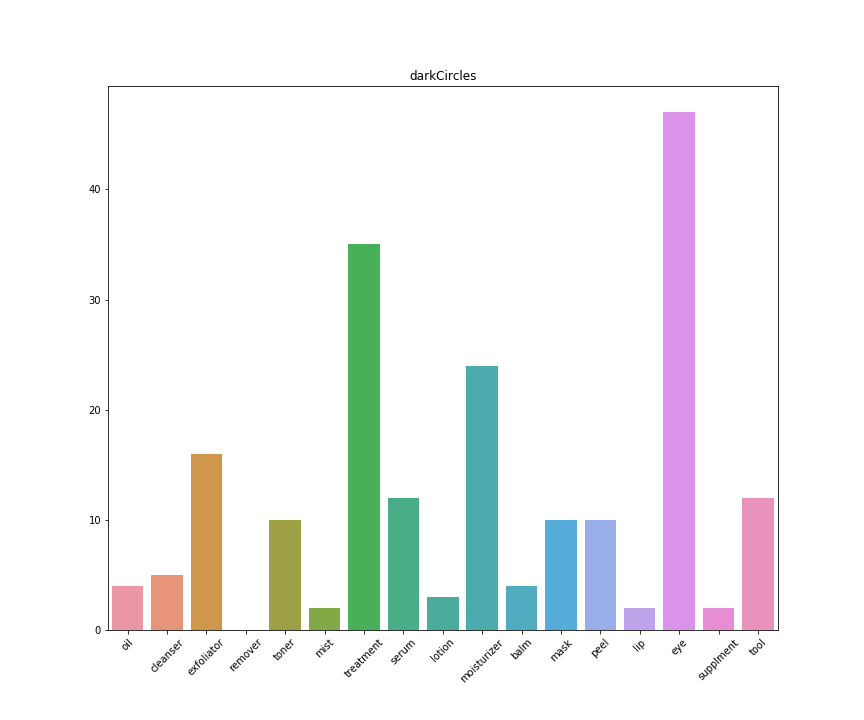 darkCircles
40
30
20
10
0
oil
cleanser
exfoliator
remover
toner
mist
treatment
serum
lotion
moisturizer
balm
mask
peel
lip
eye
supplment
tool